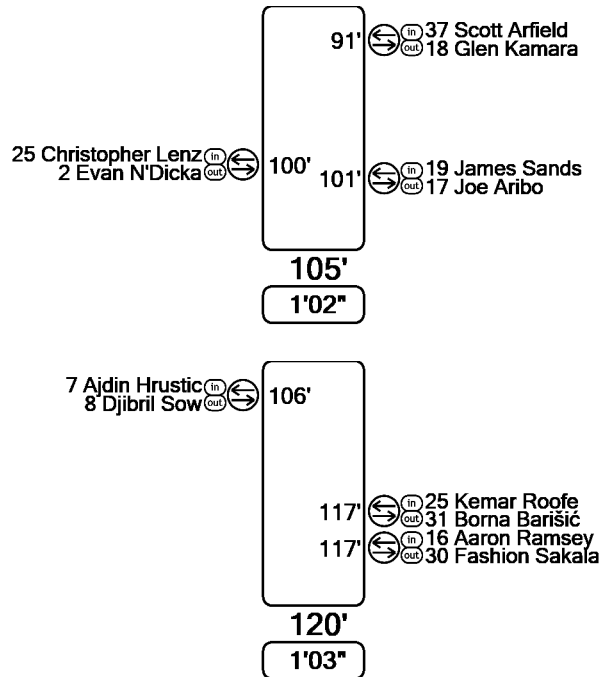 91' in 37 Scott Arfield
out 18 Glen Kamara
25 Christopher Lenz in
2 Evan N'Dicka out 100'
101' in 19 James Sands
out 17 Joe Aribo
105'
1'02"
7 Ajdin Hrustic in
8 Djibril Sow out 106'
117' in 25 Kemar Roofe
out 31 Borna Barišić
117' in 16 Aaron Ramsey
out 30 Fashion Sakala
120'
1'03"